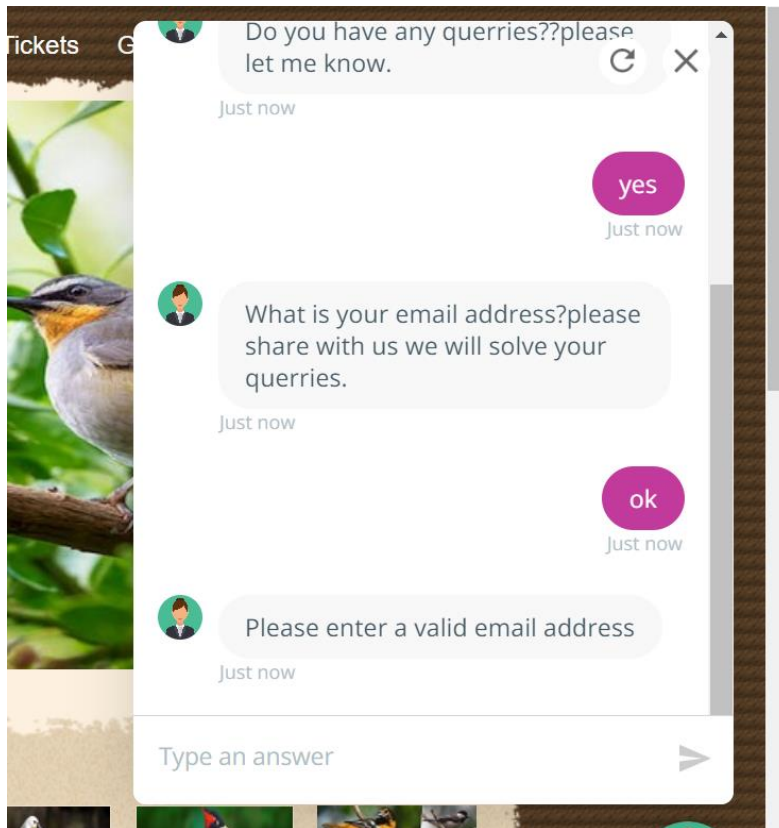 Tickets G
Do you have any querries??please
let me know.
Just now
yes
Just now
What is your email address?please
share with us we will solve your
querries.
Just now
ok
Just now
Please enter a valid email address
Just now
Type an answer